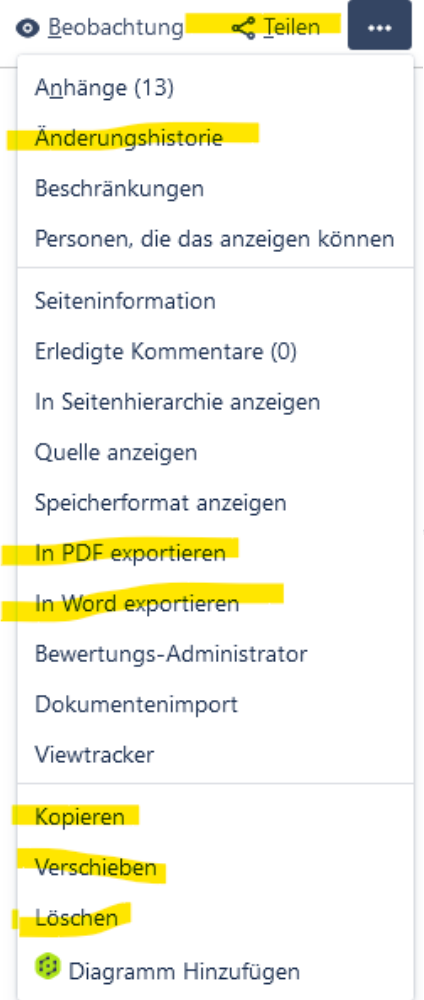 Beobachtung Teilen
Anhänge (13)
Änderungshistorie
Beschränkungen
Personen, die das anzeigen können
Seiteninformation
Erledigte Kommentare (0)
In Seitenhierarchie anzeigen
Quelle anzeigen
Speicherformat anzeigen
In PDF exportieren
In Word exportieren
Bewertungs-Administrator
Dokumentenimport
Viewtracker
Kopieren
Verschieben
Löschen
Diagramm Hinzufügen